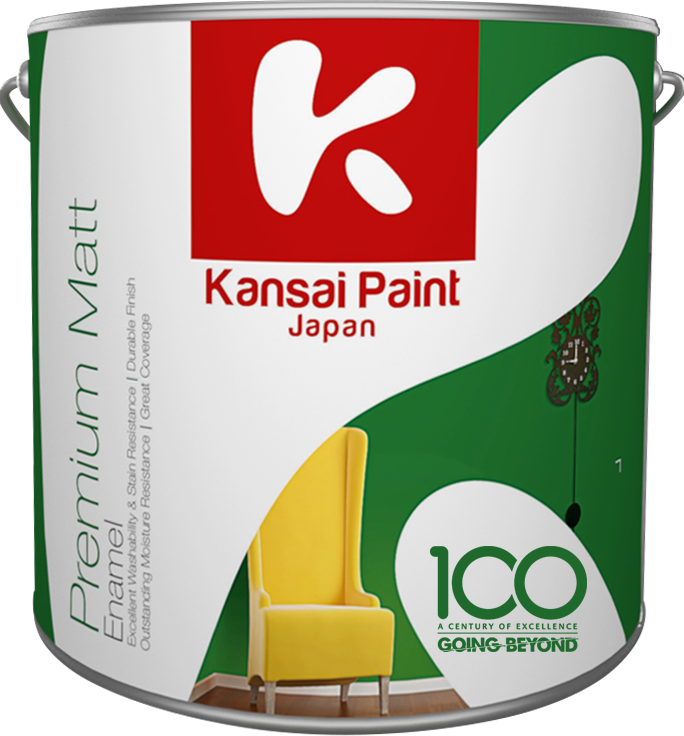 Kansai Paint
Japan
Premium Matt
Enamel
Excellent Washability & Stain Resistance | Durable Finish
Outstanding Moisture Resistance | Great Coverage
100
A CENTURY OF EXCELLENCE
GOING BEYOND